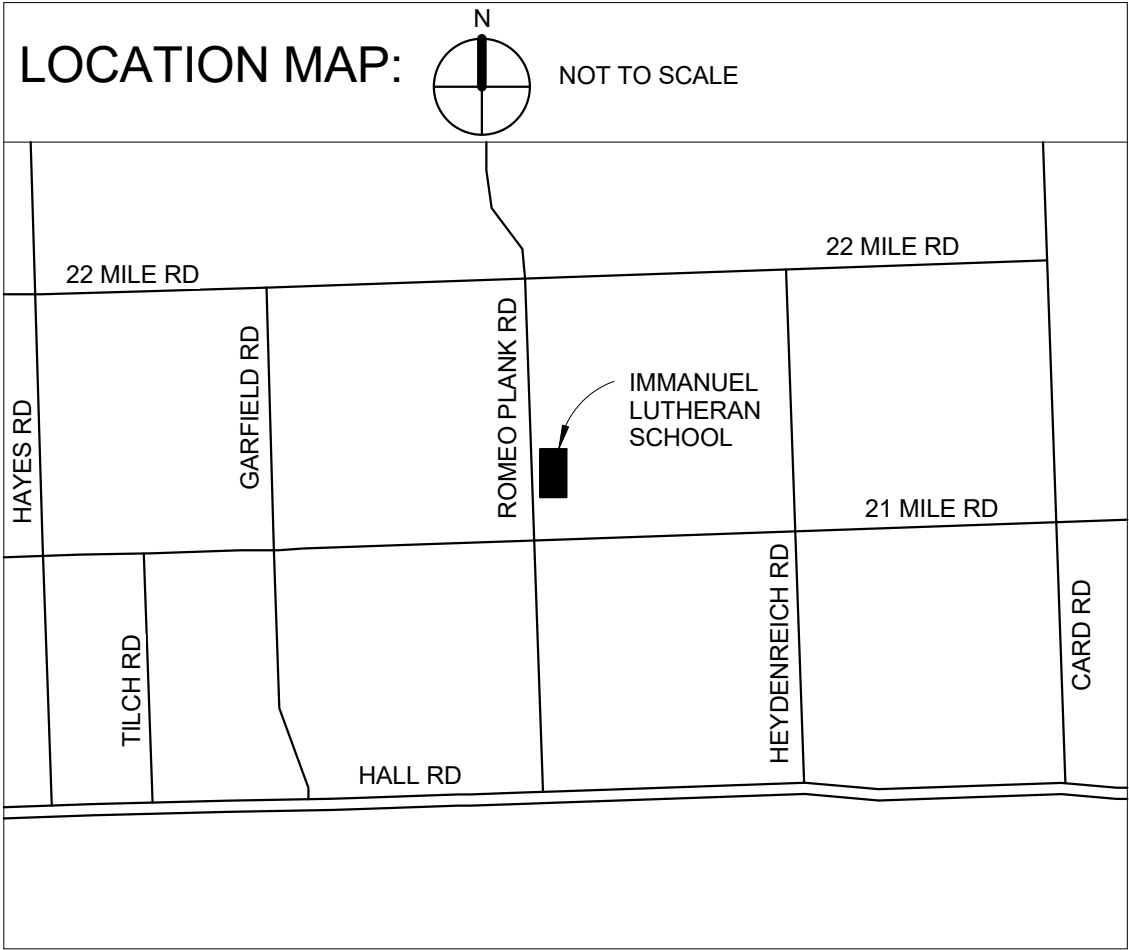 N
LOCATION MAP:
NOT TO SCALE
22 MILE RD
22 MILE RD
HAYES RD
GARFIELD RD
ROMEO PLANK RD
IMMANUEL
LUTHERAN
SCHOOL
21 MILE RD
TILCH RD
HEYDENREICH RD
CARD RD
HALL RD